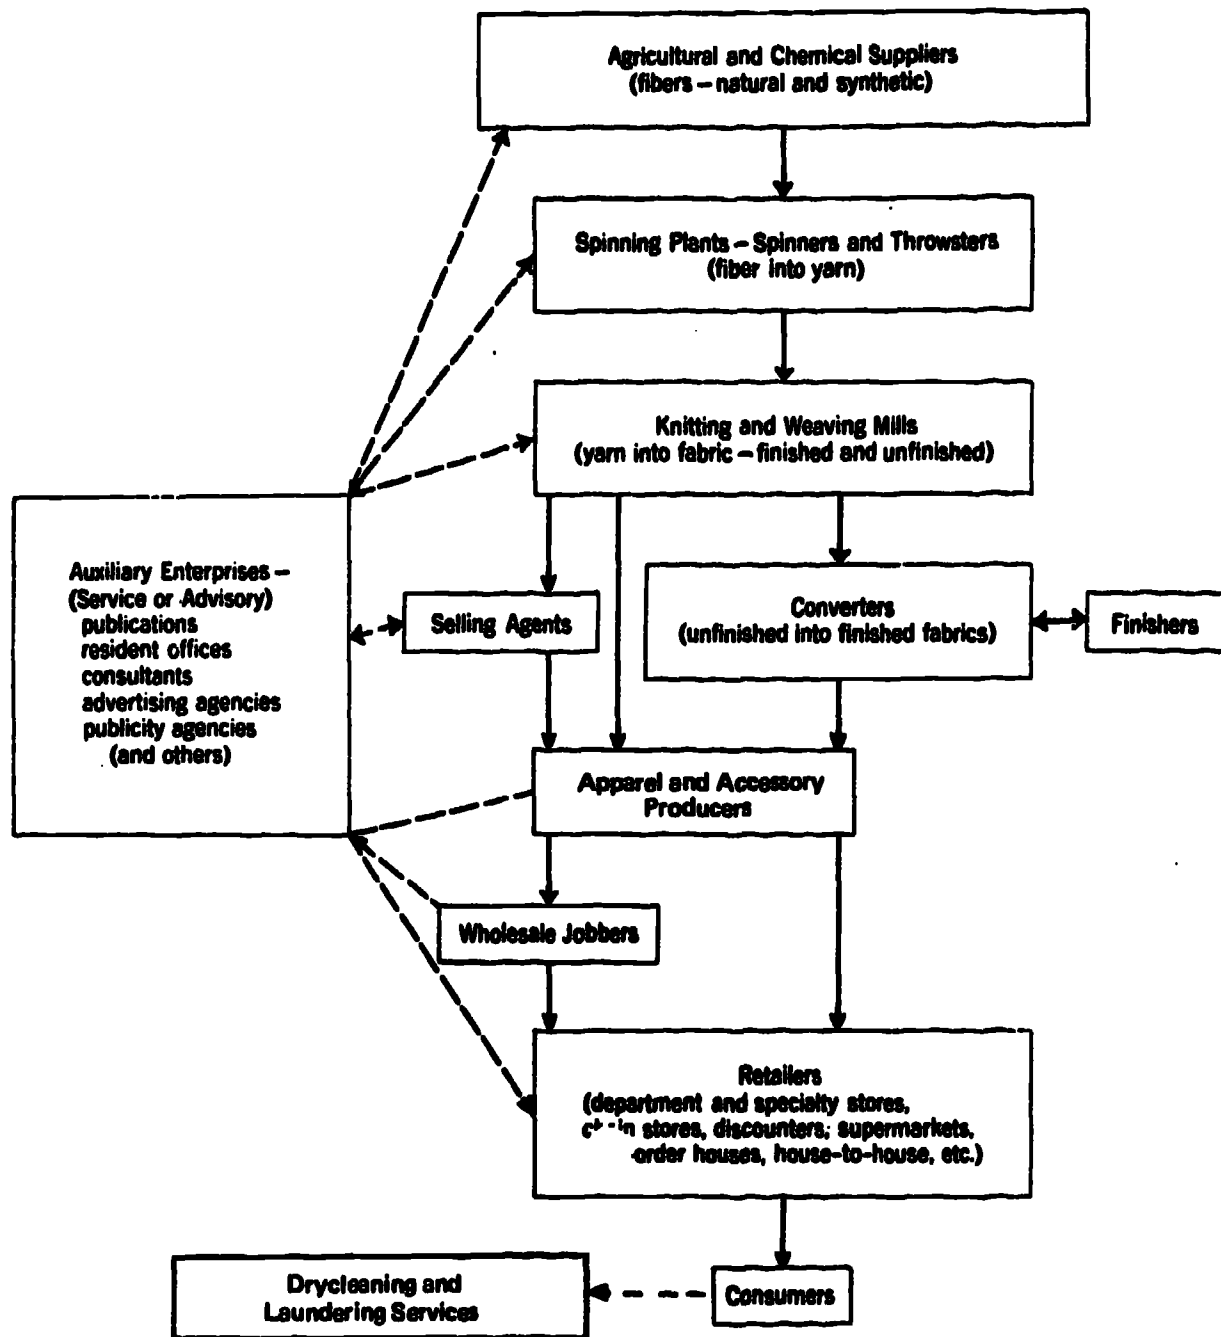 Agricultural and Chemical Suppliers
(fibers – natural and synthetic)
Spinning Plants – Spinners and Throwsters
(fiber into yarn)
Knitting and Weaving Mills
(yarn into fabric – finished and unfinished)
Auxiliary Enterprises –
(Service or Advisory)
publications
resident offices
consultants
advertising agencies
publicity agencies
(and others)
Selling Agents
Converters
(unfinished into finished fabrics)
Finishers
Apparel and Accessory
Producers
Wholesale Jobbers
Retailers
(department and specialty stores,
stores, discounters, supermarkets,
order houses, house-to-house, etc.)
Drycleaning and
Laundering Services
Consumers